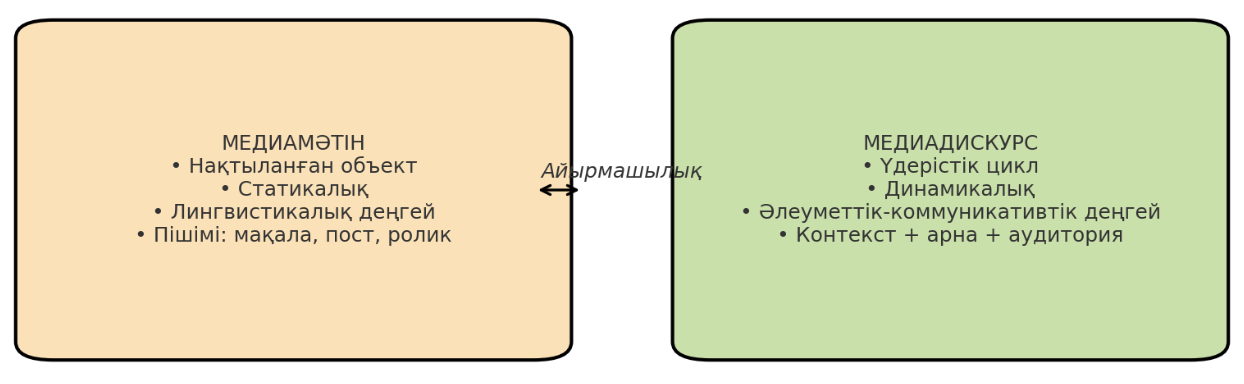 МЕДИАМӘТІН
• Нақтыланған объект
• Статикалық
• Лингвистикалық деңгей
• Пішімі: мақала, пост, ролик
Айырмашылық
МЕДИАДИСКУРС
• Үдерістік цикл
• Динамикалық
• Әлеуметтік-коммуникативтік деңгей
• Контекст + арна + аудитория